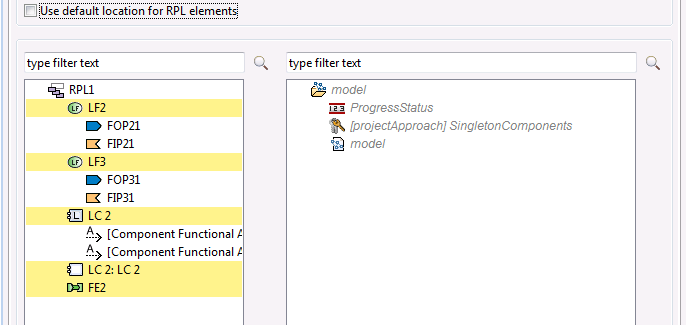 Use default location for RPL elements
type filter text
RPL1
LF2
FOP21
FIP21
LF3
FOP31
FIP31
LC 2
[Component Functional A
[Component Functional A
LC 2: LC 2
FE2
type filter text
model
ProgressStatus
[projectApproach] SingletonComponents
model